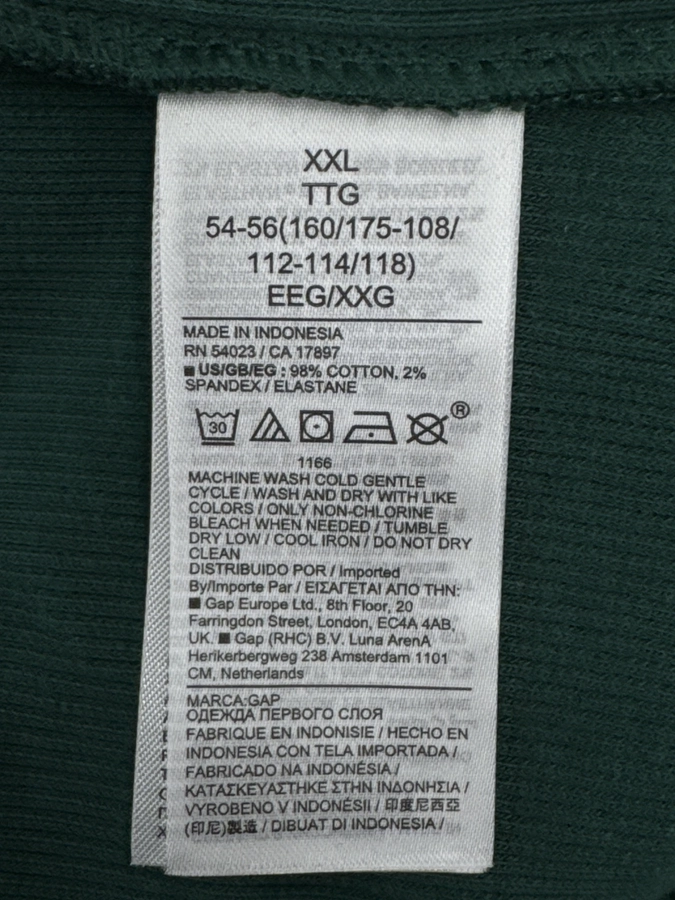 XXL
TTG
54-56(160/175-108/
112-114/118)
EEG/XXG
MADE IN INDONESIA
RN 54023 / CA 17897
■ US/GB/EG : 98% COTTON, 2%
SPANDEX / ELASTANE
30
®
1166
MACHINE WASH COLD GENTLE
CYCLE / WASH AND DRY WITH LIKE
COLORS / ONLY NON-CHLORINE
BLEACH WHEN NEEDED / TUMBLE
DRY LOW / COOL IRON / DO NOT DRY
CLEAN
DISTRIBUIDO POR / Imported
By/Importe Par / ΕΙΣΑΓΕΤΑΙ ΑΠΟ ΤΗΝ:
■ Gap Europe Ltd., 8th Floor, 20
Farringdon Street, London, EC4A 4AB,
UK. ■ Gap (RHC) B.V. Luna ArenA
Herikerbergweg 238 Amsterdam 1101
CM, Netherlands
MARCA:GAP
ОДЕЖДА ПЕРВОГО СЛОЯ
FABRIQUE EN INDONISIE / HECHO EN
INDONESIA CON TELA IMPORTADA /
FABRICADO NA INDONÉSIA /
ΚΑΤΑΣΚΕΥΑΣΤΗΚΕ ΣΤΗΝ ΙΝΔΟΝΗΣΙΑ /
VYROBENO V INDONÉSII / 印度尼西亞
(印尼)製造 / DIBUAT DI INDONESIA /